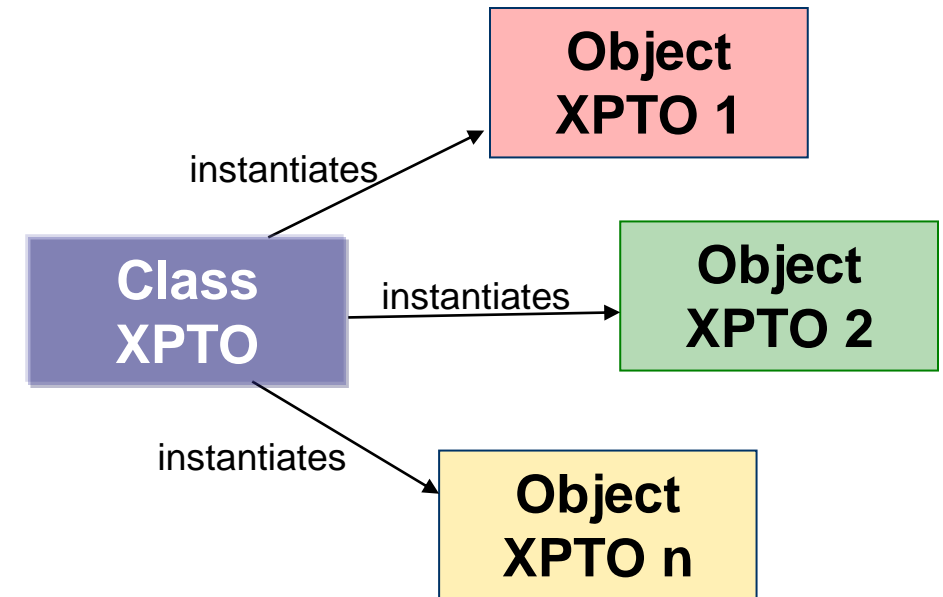 Object
XPTO 1
instantiates
Class
XPTO
instantiates
Object
XPTO 2
instantiates
Object
XPTO n